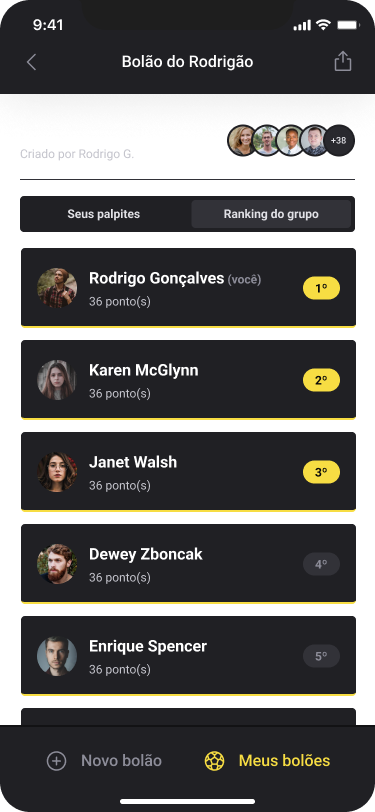 9:41
Bolão do Rodrigão
Criado por Rodrigo G.
+38
Seus palpites
Ranking do grupo
Rodrigo Gonçalves (você)
36 ponto(s)
1º
Karen McGlynn
36 ponto(s)
2º
Janet Walsh
36 ponto(s)
3º
Dewey Zboncak
36 ponto(s)
4º
Enrique Spencer
36 ponto(s)
5º
Novo bolão
Meus bolões